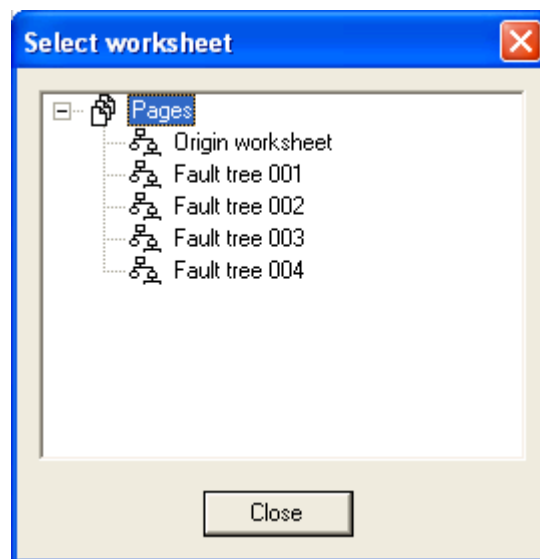 Select worksheet
Pages
Origin worksheet
Fault tree 001
Fault tree 002
Fault tree 003
Fault tree 004
Close